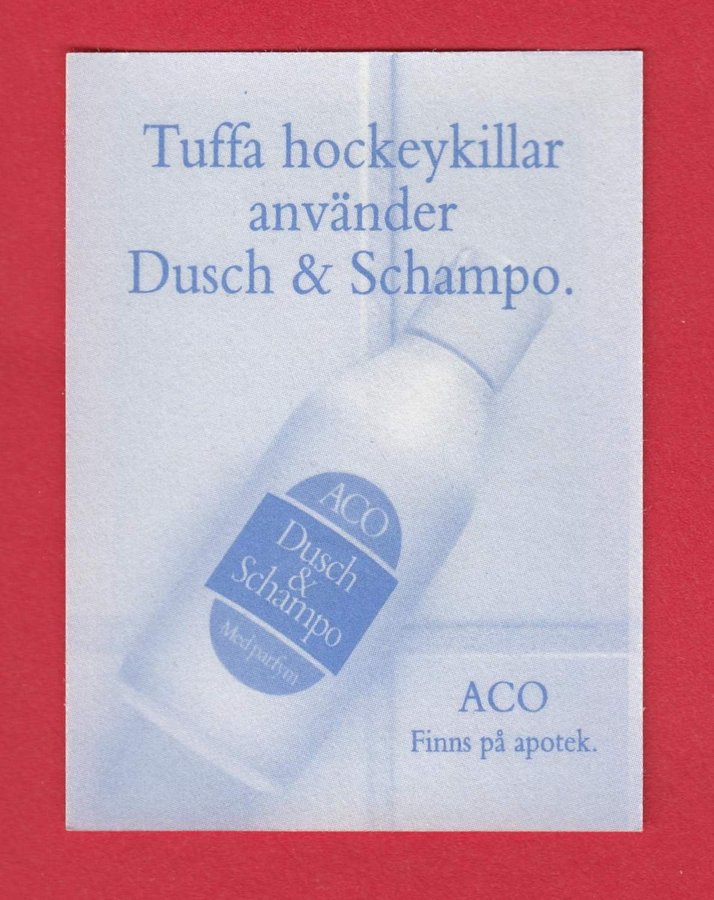 Tuffa hockeykillar
använder
Dusch & Schampo.
ACO
Dusch
&
Schampo
Med parfym
ACO
Finns på apotek.